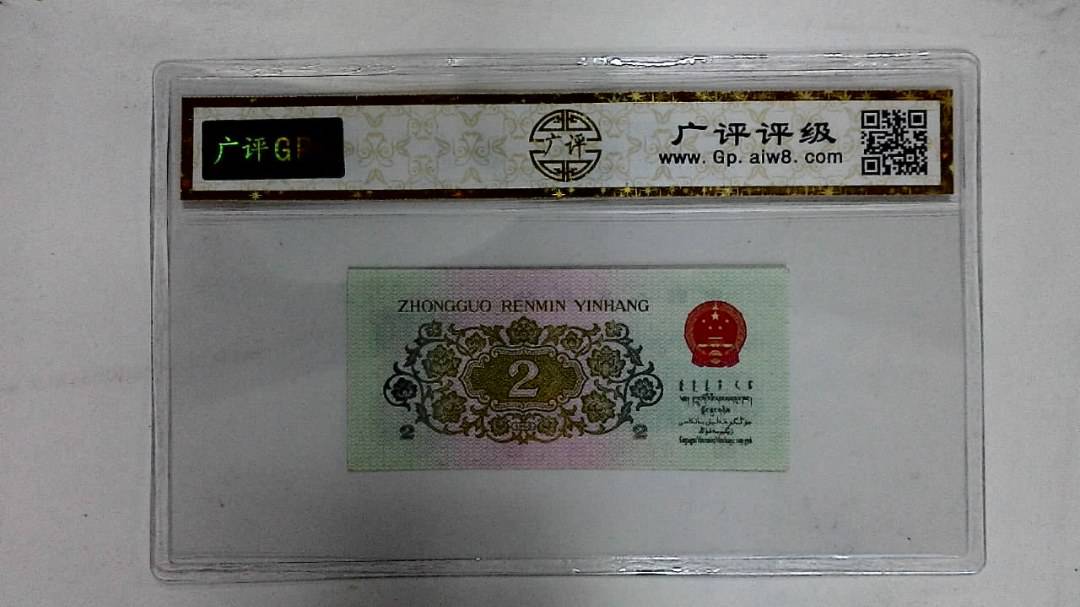 广评GP
广评
广评评级
www.Gp.aiw8.com
ZHONGGUO RENMIN YINHANG
2
2 2